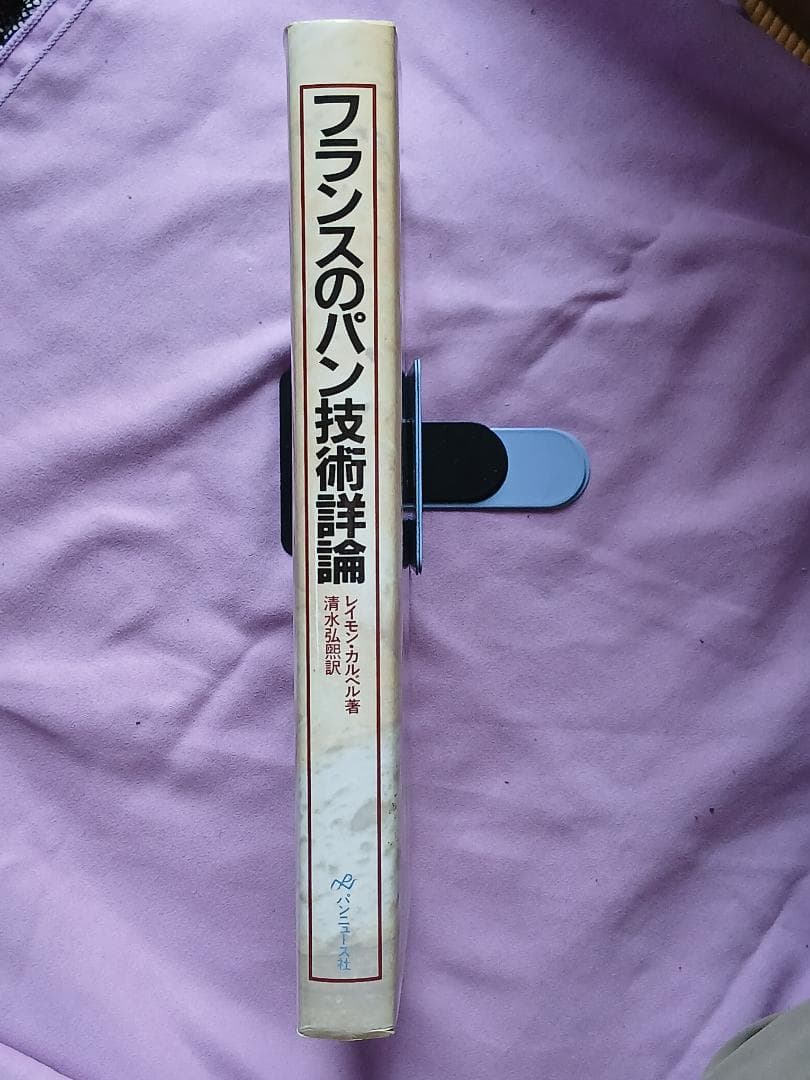 フランスのパン技術詳論
レイモン・カルベル著
清水弘熙訳
パンニュース社